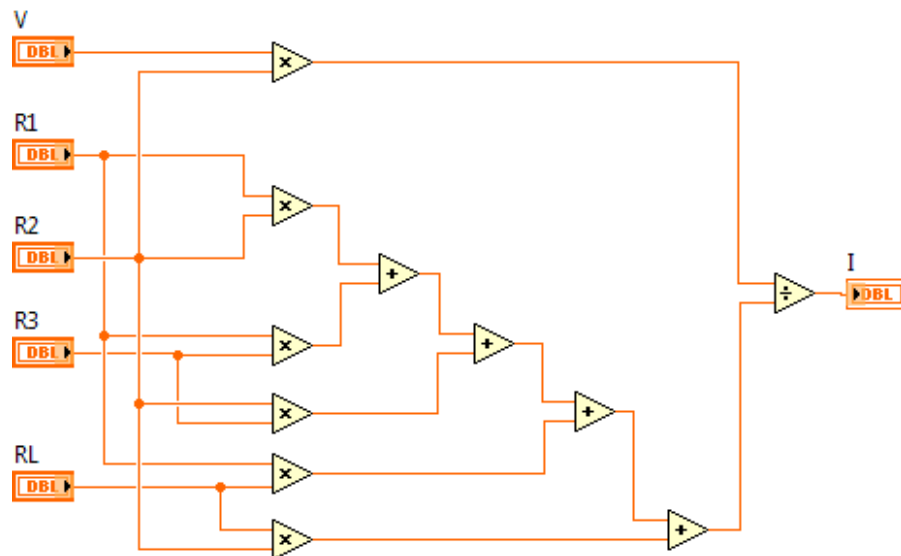 V
DBL
×
R1
DBL
×
R2
DBL
+
I
÷
DBL
R3
DBL
×
+
×
+
RL
DBL
×
+
×